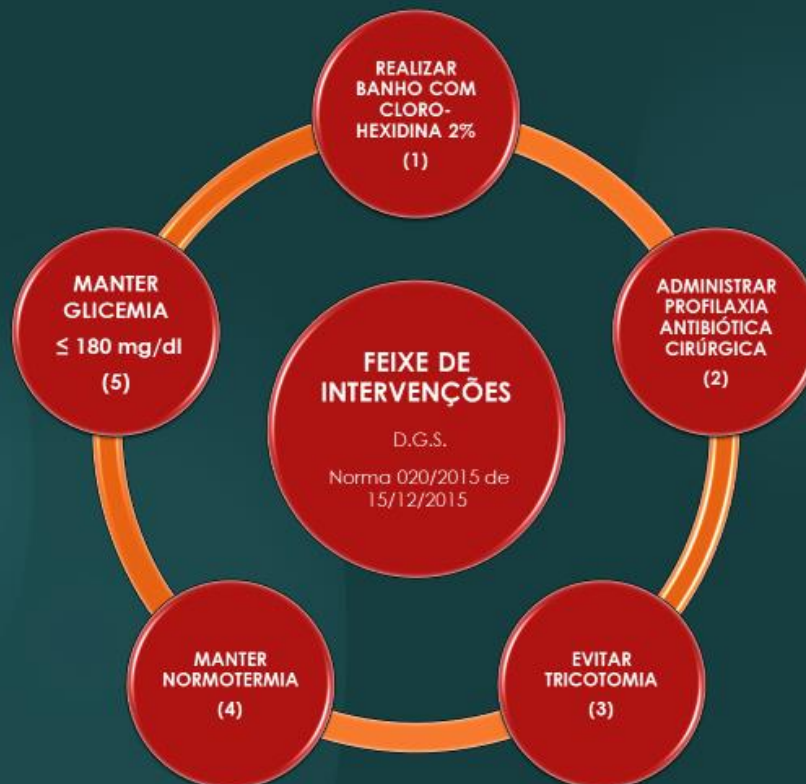 REALIZAR
BANHO COM
CLORO-
HEXIDINA 2%
(1)
ADMINISTRAR
PROFILAXIA
ANTIBIÓTICA
CIRÚRGICA
(2)
EVITAR
TRICOTOMIA
(3)
MANTER
NORMOTERMIA
(4)
MANTER
GLICEMIA
≤ 180 mg/dl
(5)
FEIXE DE
INTERVENÇÕES
D.G.S.
Norma 020/2015 de
15/12/2015